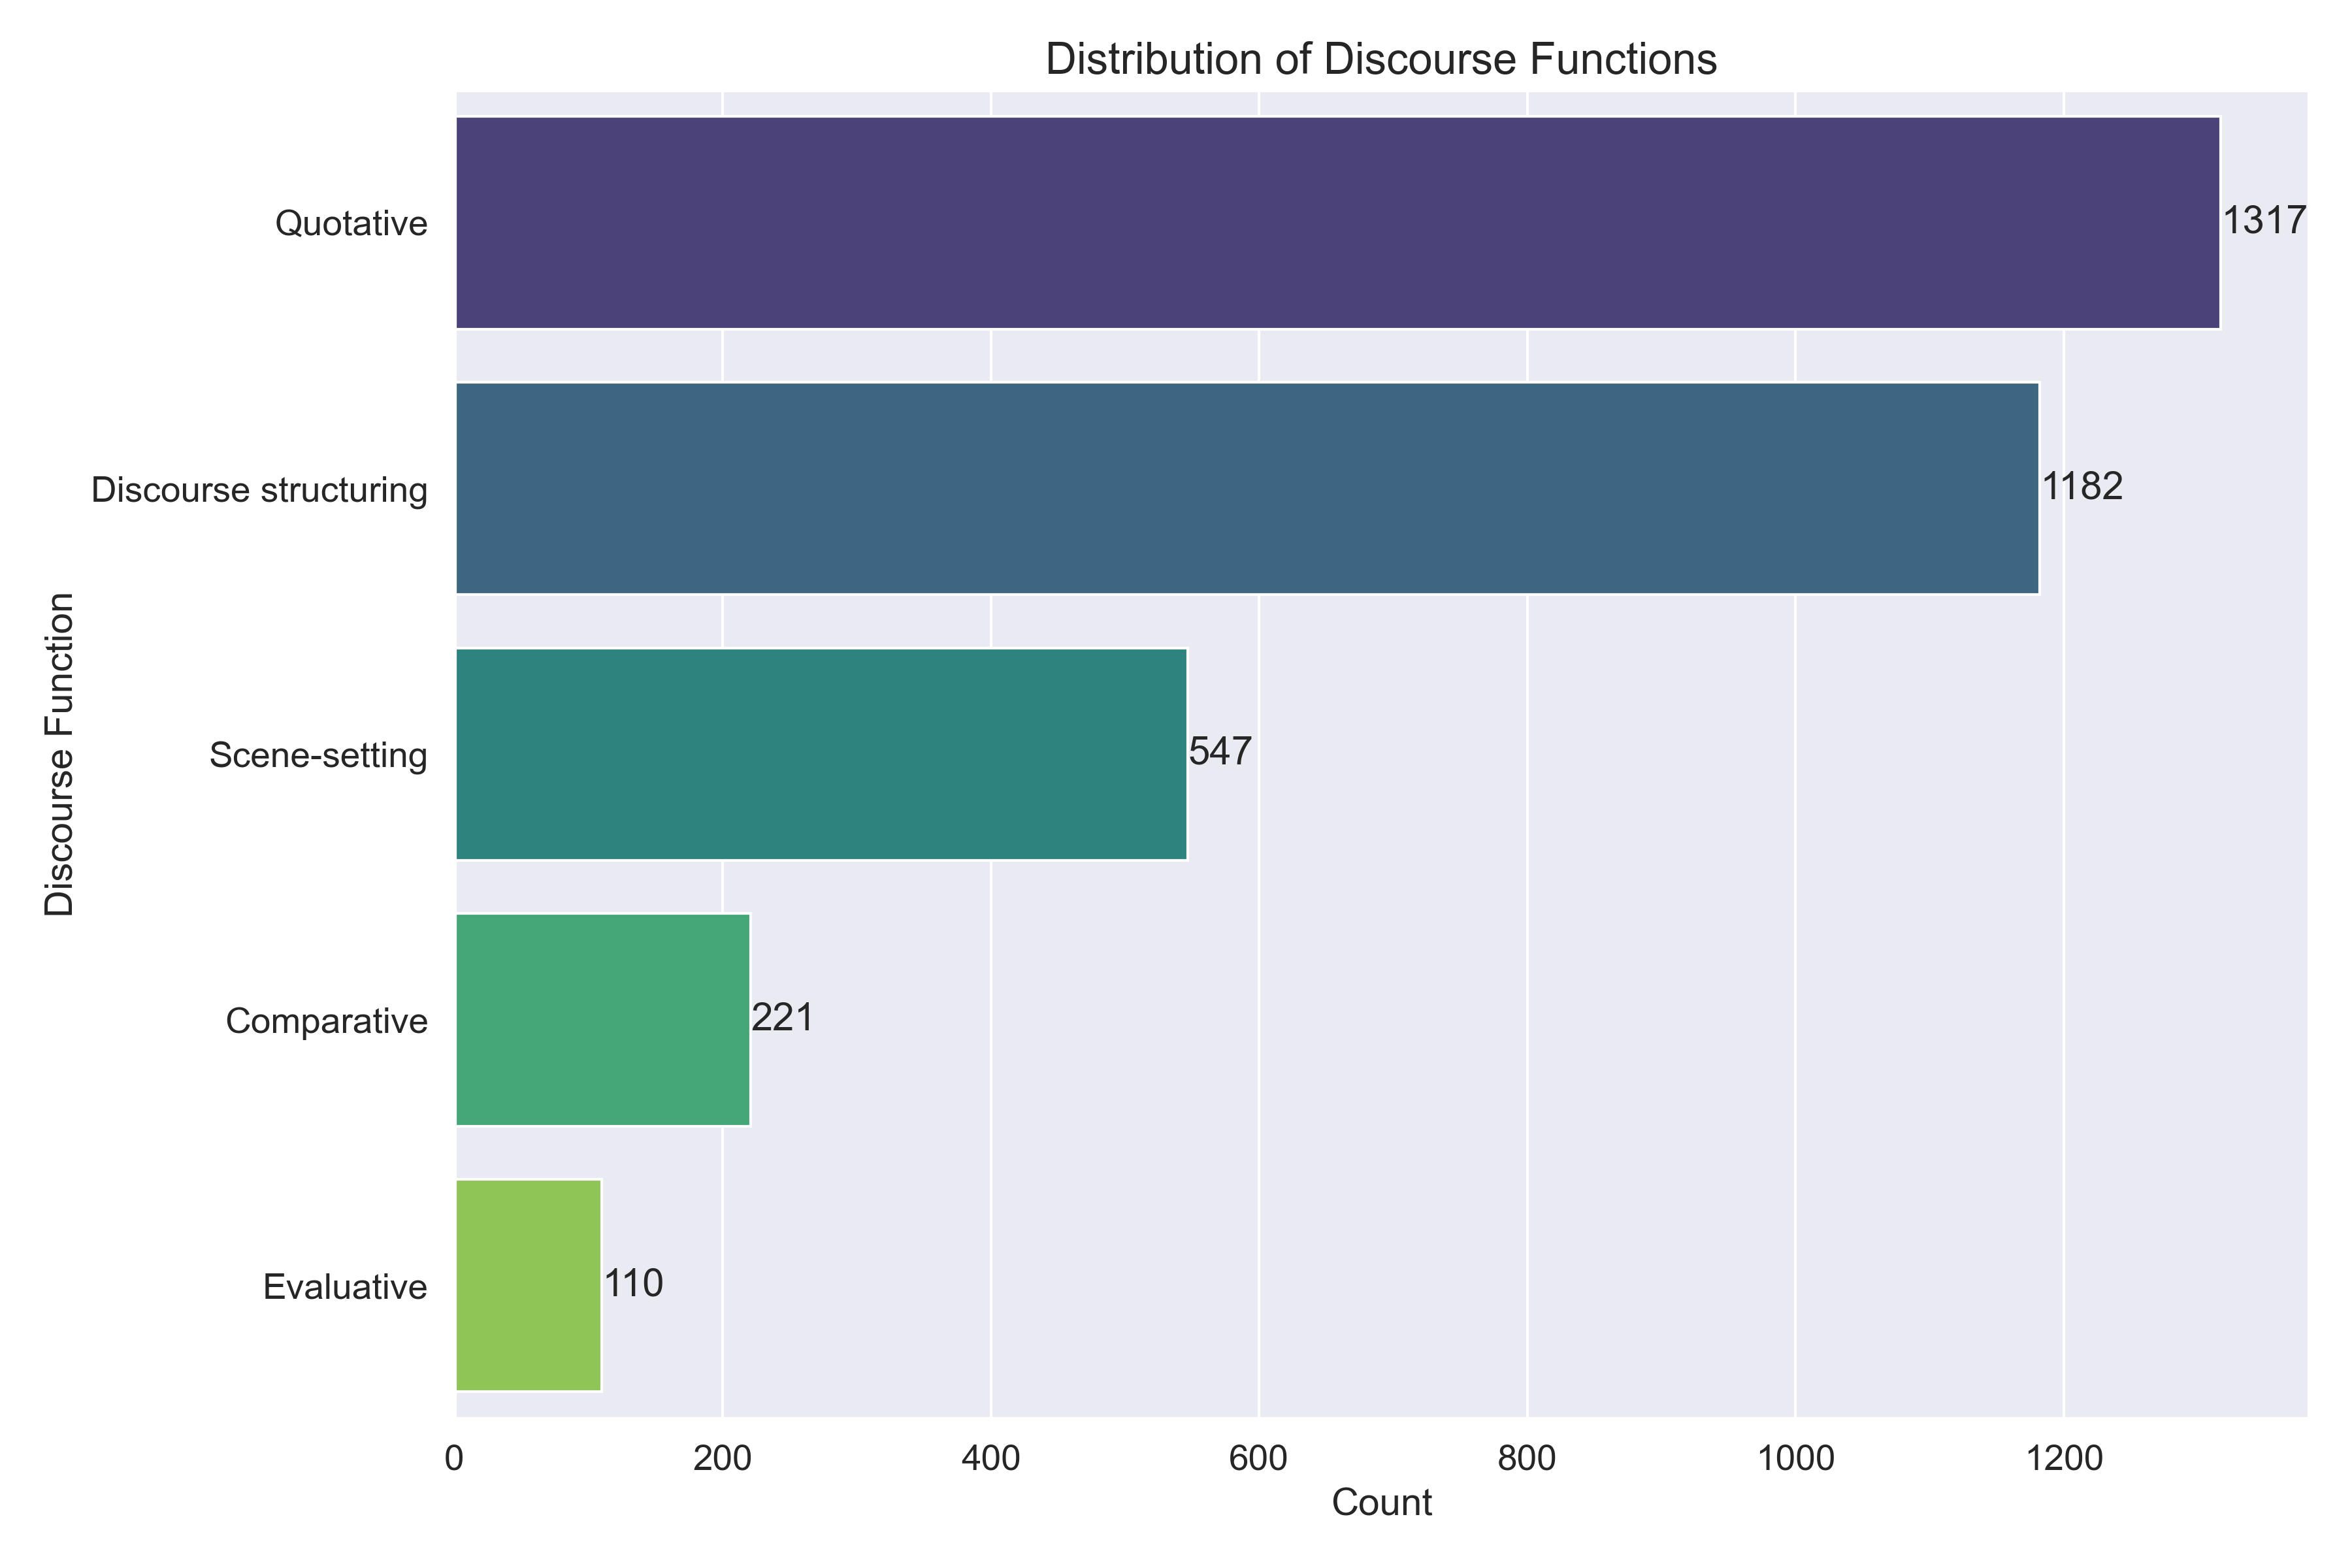 Distribution of Discourse Functions
Discourse Function
Quotative
1317
Discourse structuring
1182
Scene-setting
547
Comparative
221
Evaluative
110
0 200 400 600 800 1000 1200
Count